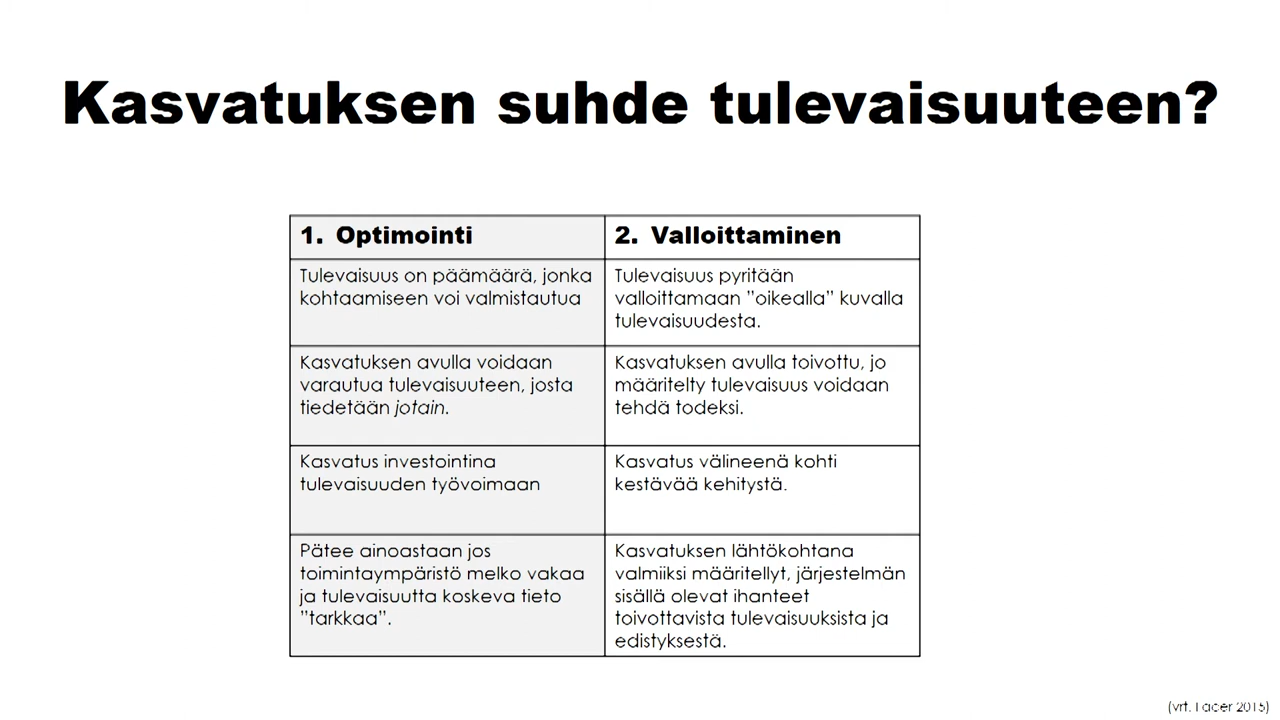 Kasvatuksen suhde tulevaisuuteen?
1. Optimointi
2. Valloittaminen
Tulevaisuus on päämäärä, jonka
kohtaamiseen voi valmistautua
Tulevaisuus pyritään
valloittamaan ”oikealla” kuvalla
tulevaisuudesta.
Kasvatuksen avulla voidaan
varautua tulevaisuuteen, josta
tiedetään jotain.
Kasvatuksen avulla toivottu, jo
määritelty tulevaisuus voidaan
tehdä todeksi.
Kasvatus investointina
tulevaisuuden työvoimaan
Kasvatus välineenä kohti
kestävää kehitystä.
Pätee ainoastaan jos
toimintaympäristö melko vakaa
ja tulevaisuutta koskeva tieto
”tarkkaa”.
Kasvatuksen lähtökohtana
valmiiksi määritellyt, järjestelmän
sisällä olevat ihanteet
toivottavista tulevaisuuksista ja
edistyksestä.
(vrt. Facer 2015)